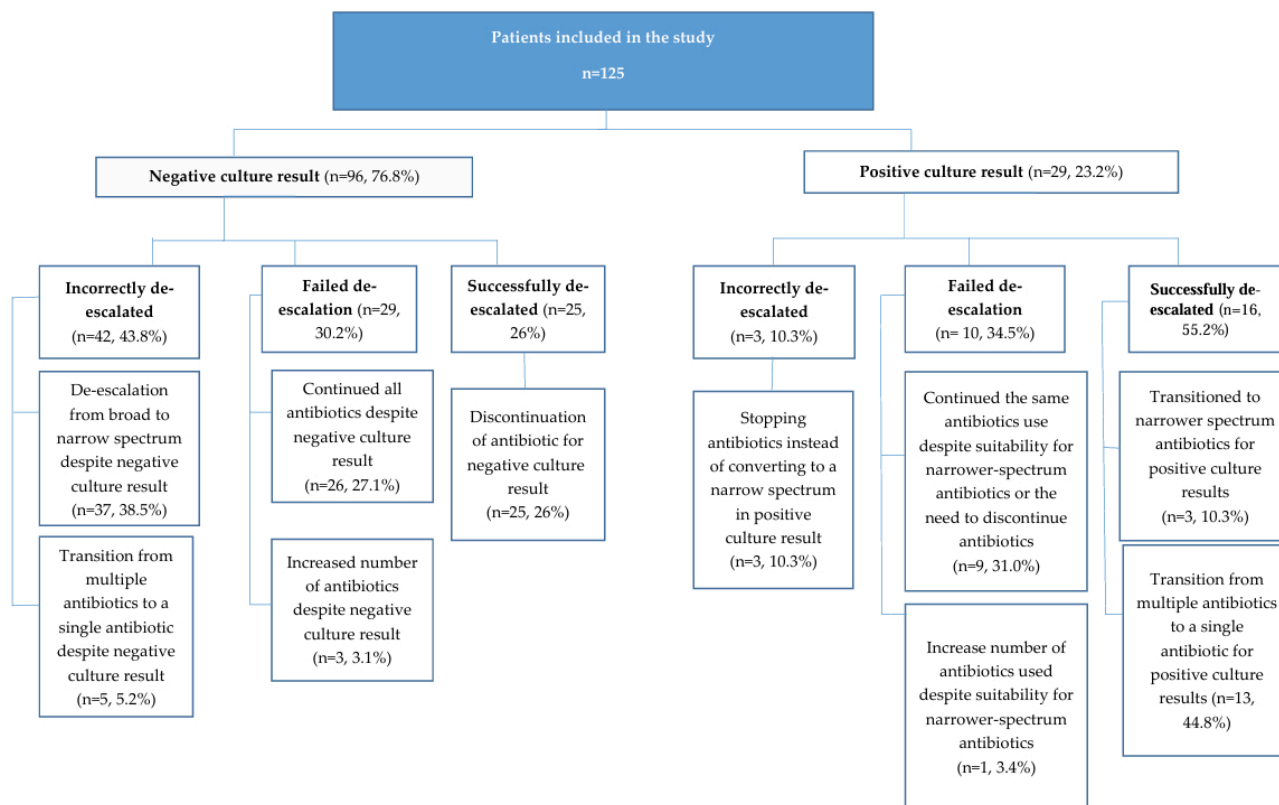 Patients included in the study
n=125
Negative culture result (n=96, 76.8%)
Positive culture result (n=29, 23.2%)
Incorrectly de-
escalated
(n=42, 43.8%)
Failed de-
escalation (n=29,
30.2%)
Successfully de-
escalated (n=25,
26%)
Incorrectly de-
escalated
(n=3, 10.3%)
Failed de-
escalation
(n= 10, 34.5%)
Successfully de-
escalated (n=16,
55.2%)
De-escalation
from broad to
narrow spectrum
despite negative
culture result
(n=37, 38.5%)
Continued all
antibiotics despite
negative culture
result
(n=26, 27.1%)
Discontinuation
of antibiotic for
negative culture
result
(n=25, 26%)
Stopping
antibiotics instead
of converting to a
narrow spectrum
in positive
culture result
(n=3, 10.3%)
Continued the same
antibiotics use
despite suitability for
narrower-spectrum
antibiotics or the
need to discontinue
antibiotics
(n=9, 31.0%)
Transitioned to
narrower spectrum
antibiotics for
positive culture
results
(n=3, 10.3%)
Transition from
multiple
antibiotics to a
single antibiotic
despite negative
culture result
(n=5, 5.2%)
Increased number
of antibiotics
despite negative
culture result
(n=3, 3.1%)
Increase number of
antibiotics used
despite suitability for
narrower-spectrum
antibiotics
(n=1, 3.4%)
Transition from
multiple antibiotics
to a single
antibiotic for
positive culture
results (n=13,
44.8%)